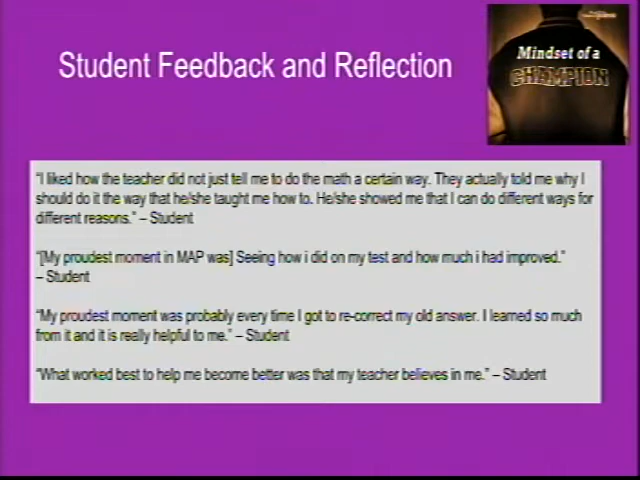 Student Feedback and Reflection
Mindset of a
CHAMPION
“I liked how the teacher did not just tell me to do the math a certain way. They actually told me why I
should do it the way that he/she taught me how to. He/she showed me that I can do different ways for
different reasons.” – Student
“[My proudest moment in MAP was] Seeing how i did on my test and how much i had improved.”
– Student
“My proudest moment was probably every time I got to re-correct my old answer. I learned so much
from it and it is really helpful to me.” – Student
“What worked best to help me become better was that my teacher believes in me.” – Student